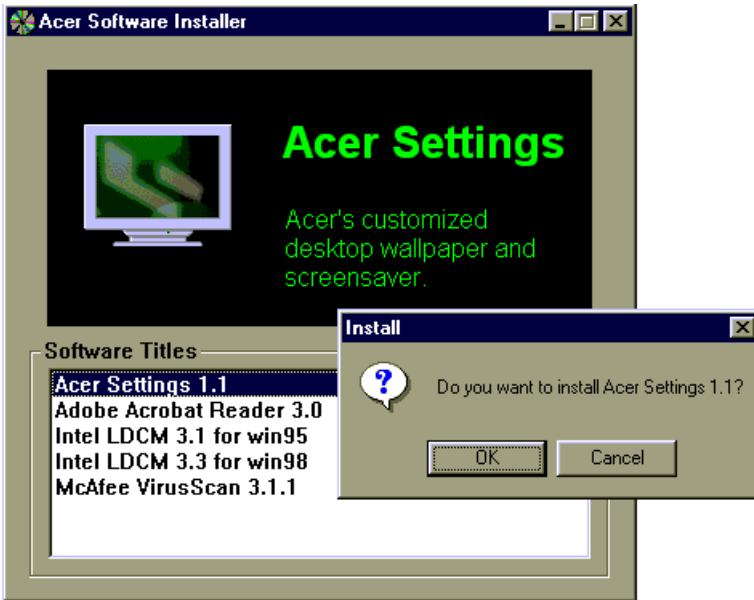 Acer Software Installer
Acer Settings
Acer's customized
desktop wallpaper and
screensaver.
Software Titles
Acer Settings 1.1
Adobe Acrobat Reader 3.0
Intel LDCM 3.1 for win95
Intel LDCM 3.3 for win98
McAfee VirusScan 3.1.1
Install
Do you want to install Acer Settings 1.1?
OK
Cancel